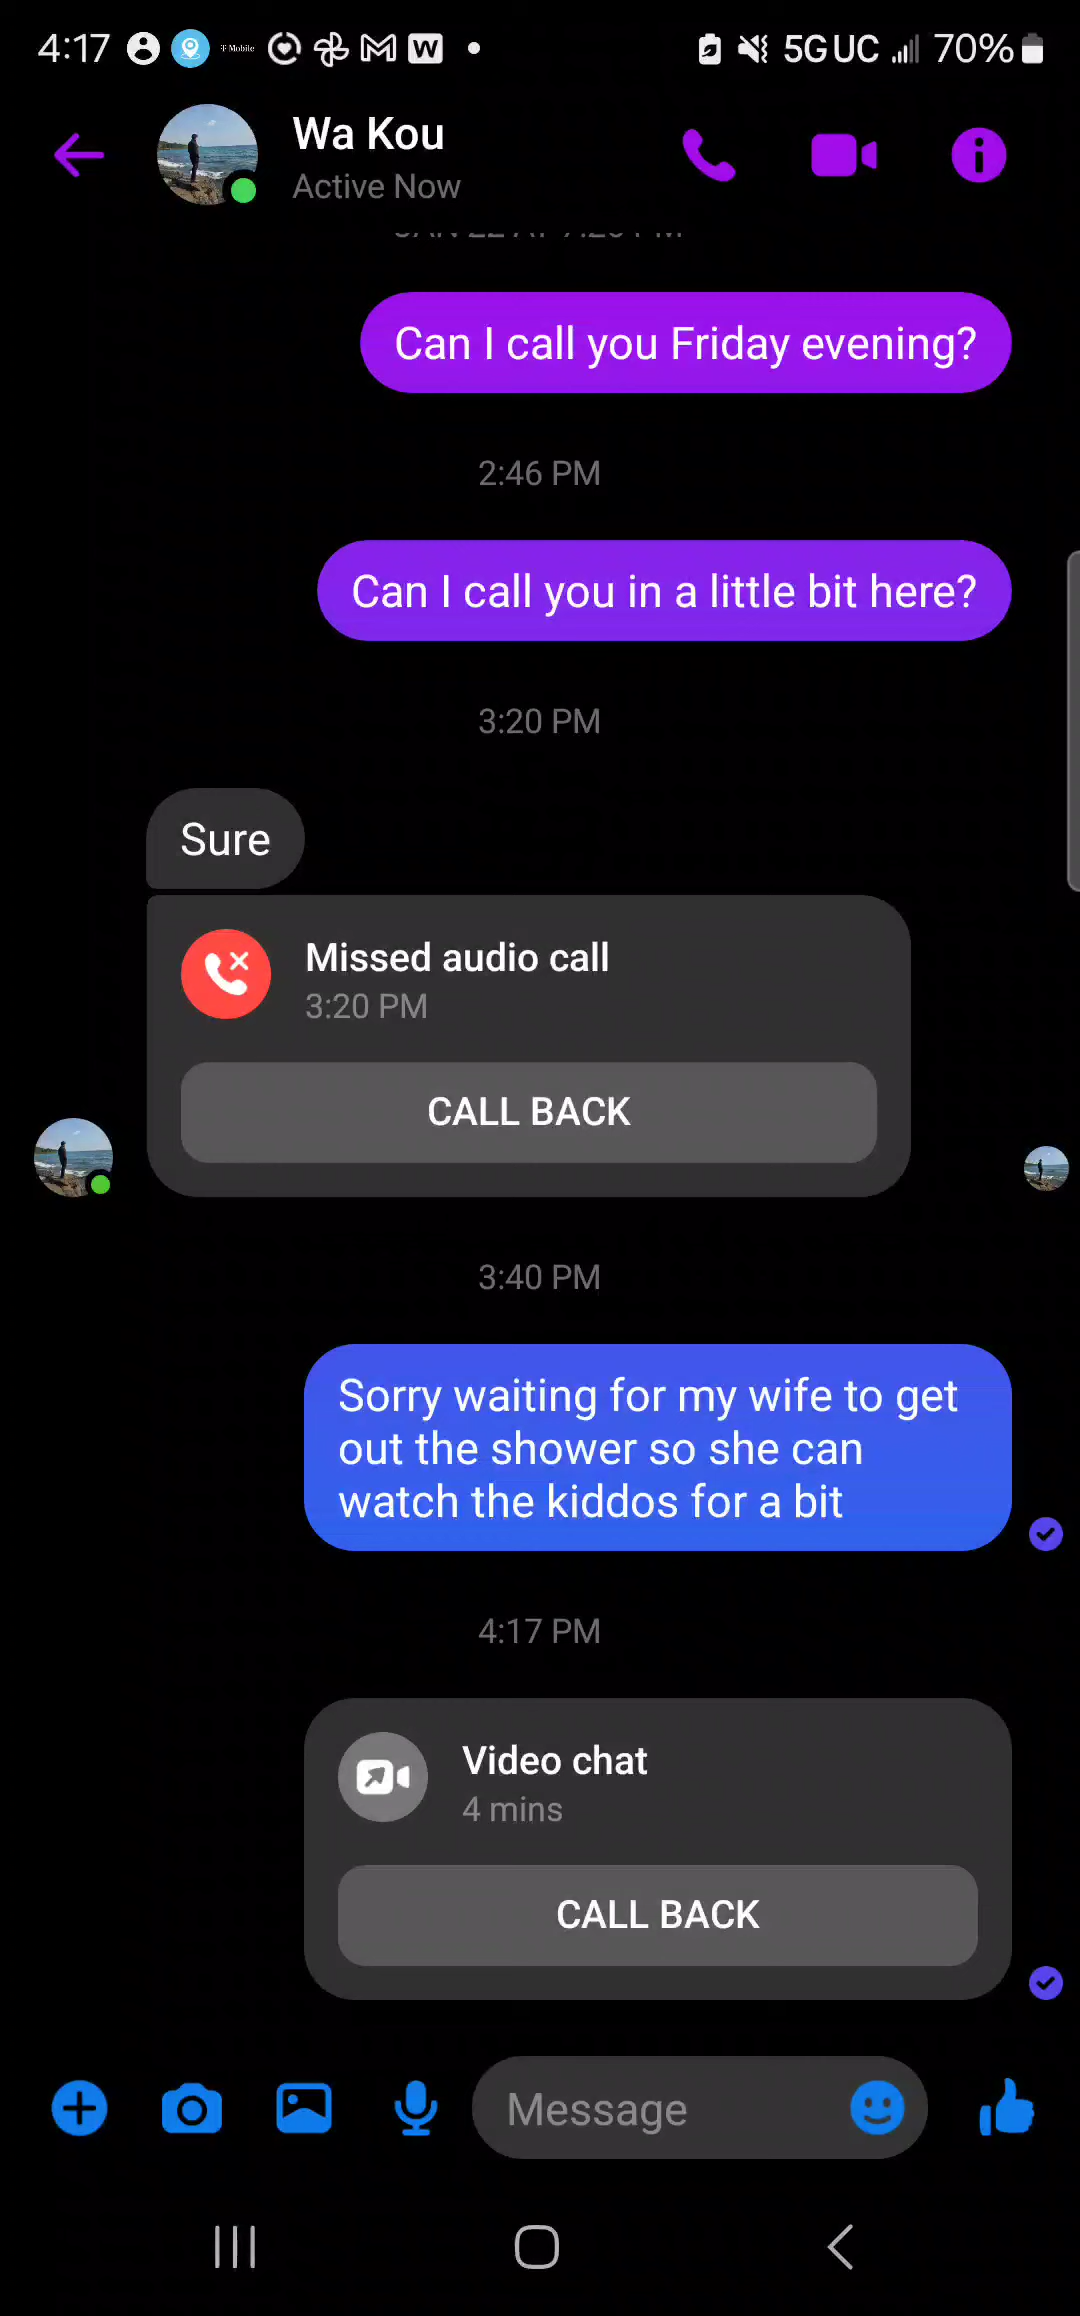 4:17 T Mobile W 5G UC 70%
Wa Kou
Active Now
Can I call you Friday evening?
2:46 PM
Can I call you in a little bit here?
3:20 PM
Sure
Missed audio call
3:20 PM
CALL BACK
3:40 PM
Sorry waiting for my wife to get
out the shower so she can
watch the kiddos for a bit
4:17 PM
Video chat
4 mins
CALL BACK
Message